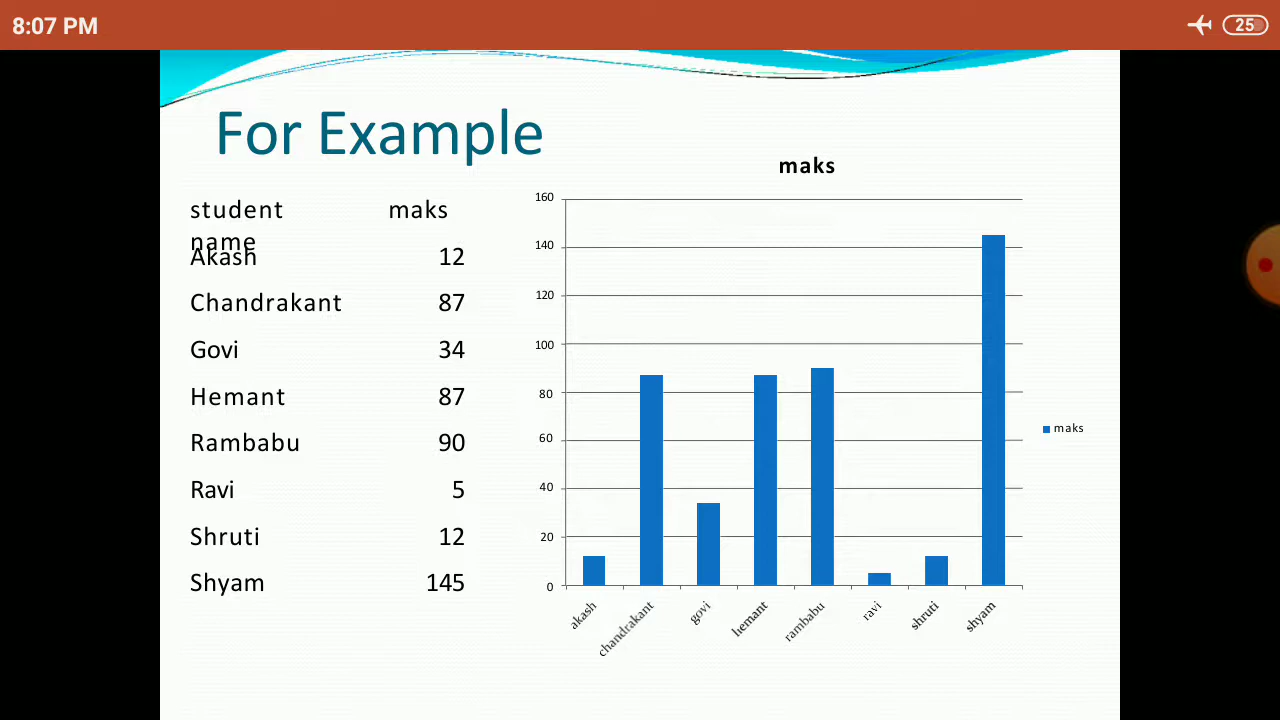 8:07 PM
25
For Example
student name maks
Akash 12
Chandrakant 87
Govi 34
Hemant 87
Rambabu 90
Ravi 5
Shruti 12
Shyam 145
maks
160
140
120
100
80
60
40
20
0
akash chandrakant govi hemant rambabu ravi shruti shyam
maks